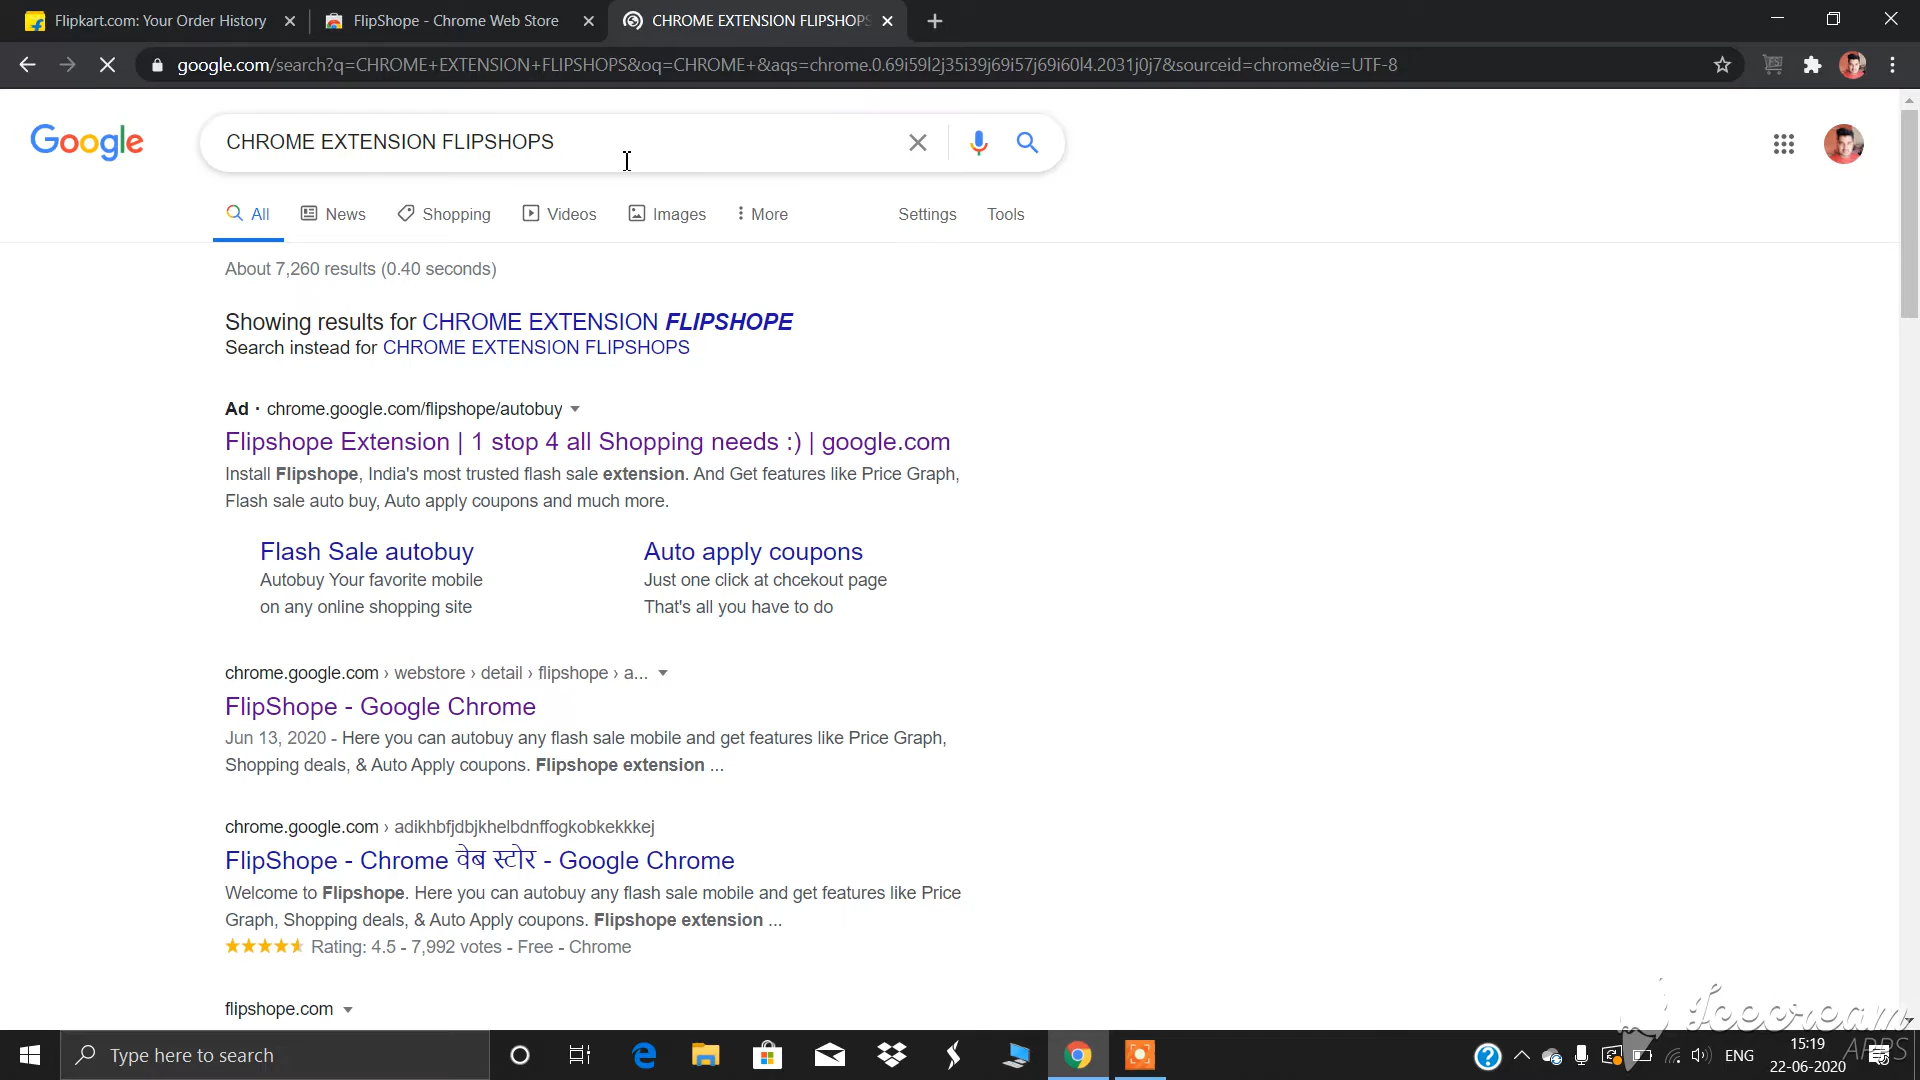 Flipkart.com: Your Order History
FlipShope - Chrome Web Store
CHROME EXTENSION FLIPSHOPS
google.com/search?q=CHROME+EXTENSION+FLIPSHOPS&oq=CHROME+&aqs=chrome.0.69i59l2j35i39j69i57j69i60l4.2031j0j7&sourceid=chrome&ie=UTF-8
Google
CHROME EXTENSION FLIPSHOPS
All News Shopping Videos Images More Settings Tools
About 7,260 results (0.40 seconds)
Showing results for CHROME EXTENSION FLIPSHOPE
Search instead for CHROME EXTENSION FLIPSHOPS
Ad · chrome.google.com/flipshope/autobuy
Flipshope Extension | 1 stop 4 all Shopping needs :) | google.com
Install Flipshope, India's most trusted flash sale extension. And Get features like Price Graph,
Flash sale auto buy, Auto apply coupons and much more.
Flash Sale autobuy
Autobuy Your favorite mobile
on any online shopping site
Auto apply coupons
Just one click at chcekout page
That's all you have to do
chrome.google.com › webstore › detail › flipshope › a...
FlipShope - Google Chrome
Jun 13, 2020 - Here you can autobuy any flash sale mobile and get features like Price Graph,
Shopping deals, & Auto Apply coupons. Flipshope extension ...
chrome.google.com › adikhbfjdbjkhelbdnffogkobkekkkej
FlipShope - Chrome वेब स्टोर - Google Chrome
Welcome to Flipshope. Here you can autobuy any flash sale mobile and get features like Price
Graph, Shopping deals, & Auto Apply coupons. Flipshope extension ...
Rating: 4.5 - 7,992 votes - Free - Chrome
flipshope.com
Icecream
APPS
Type here to search
ENG
15:19
22-06-2020